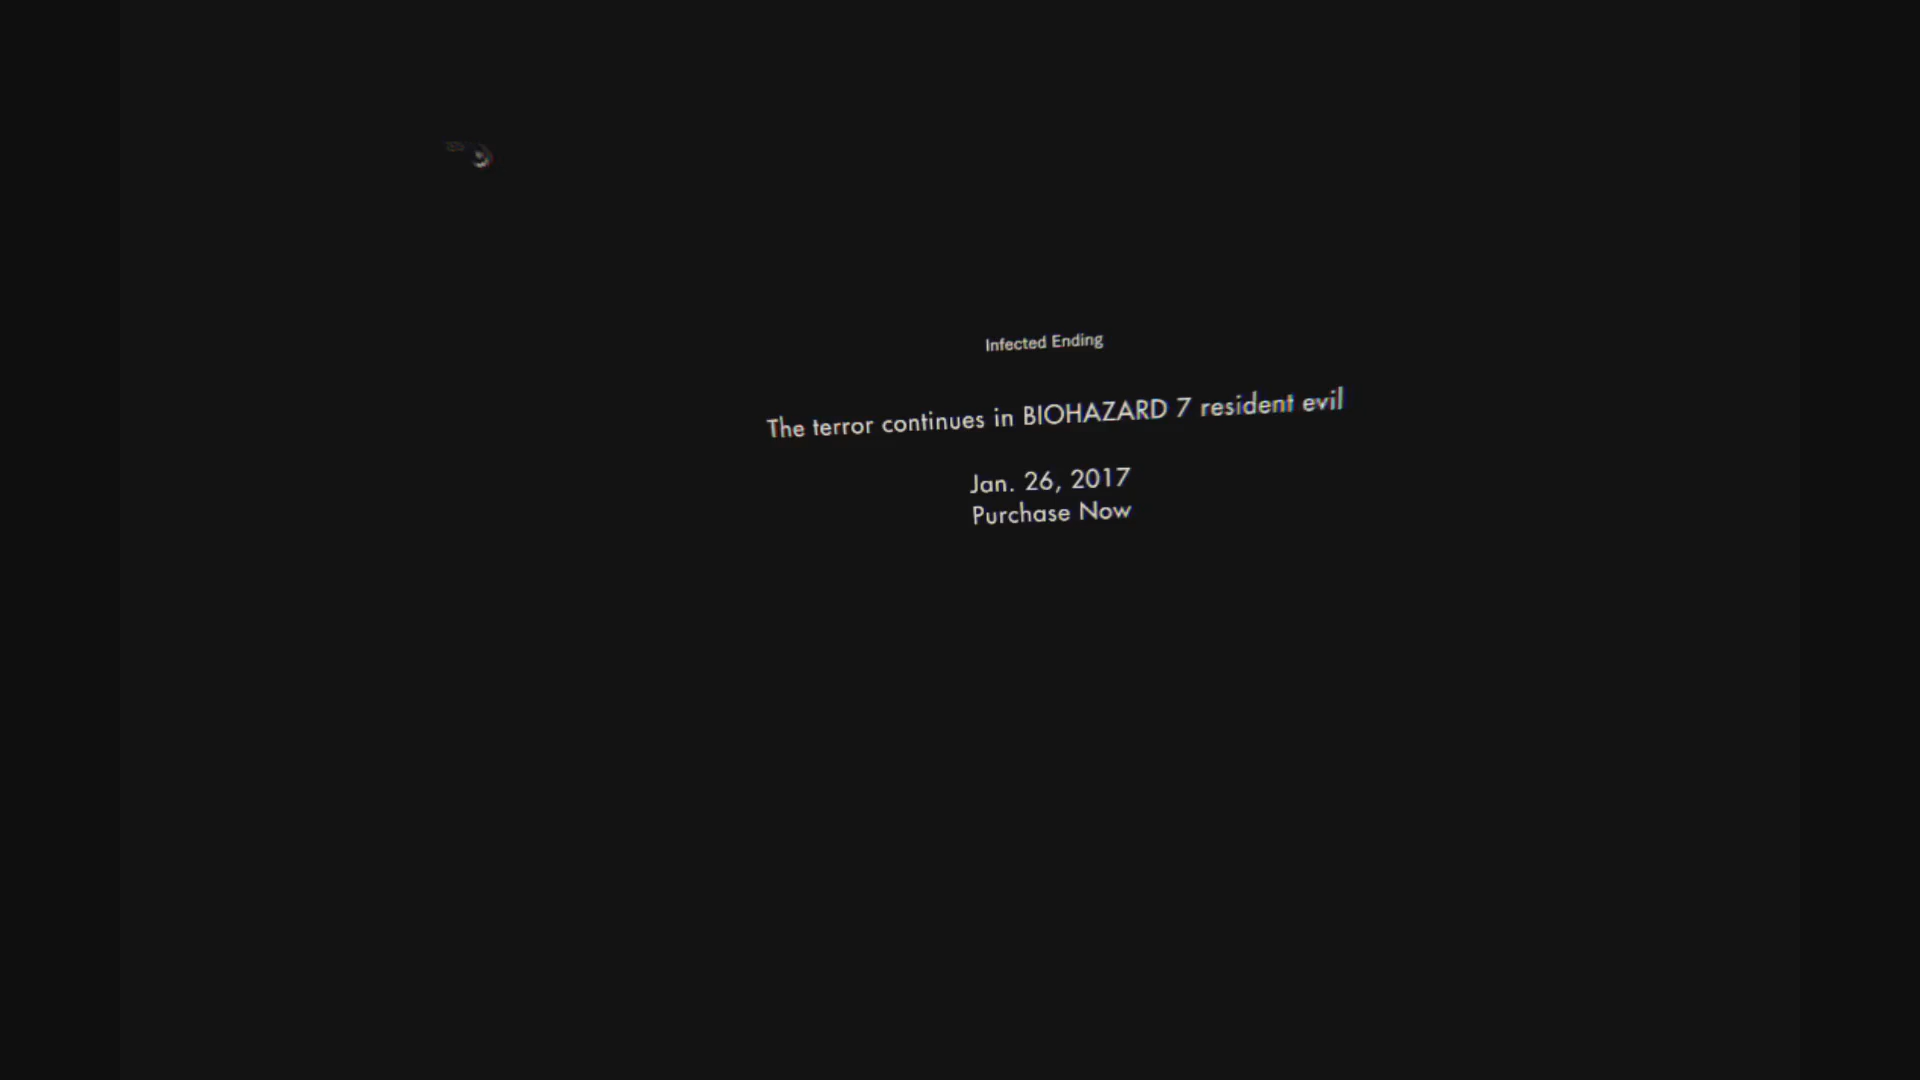 Infected Ending
The terror continues in BIOHAZARD 7 resident evil
Jan. 26, 2017
Purchase Now